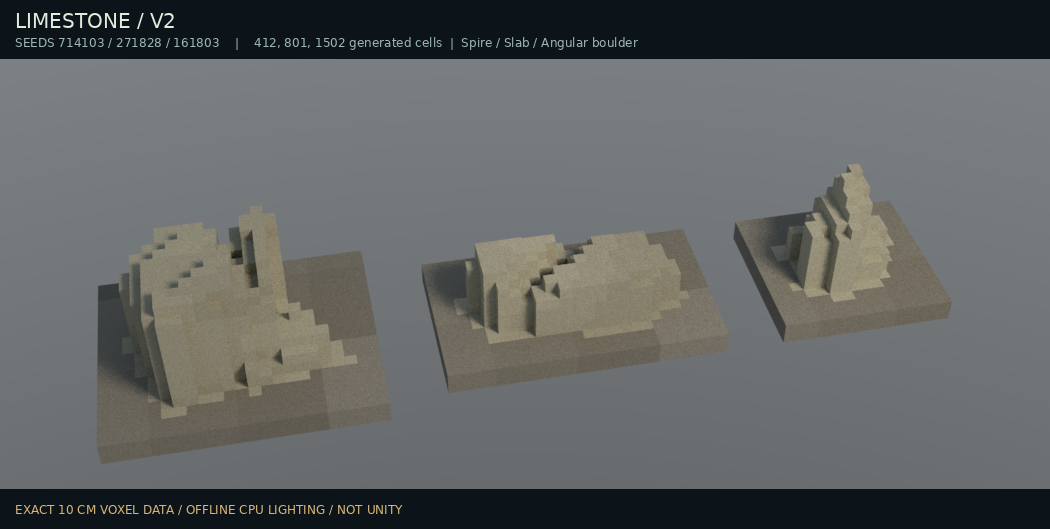 LIMESTONE / V2
SEEDS 714103 / 271828 / 161803 | 412, 801, 1502 generated cells | Spire / Slab / Angular boulder
EXACT 10 CM VOXEL DATA / OFFLINE CPU LIGHTING / NOT UNITY